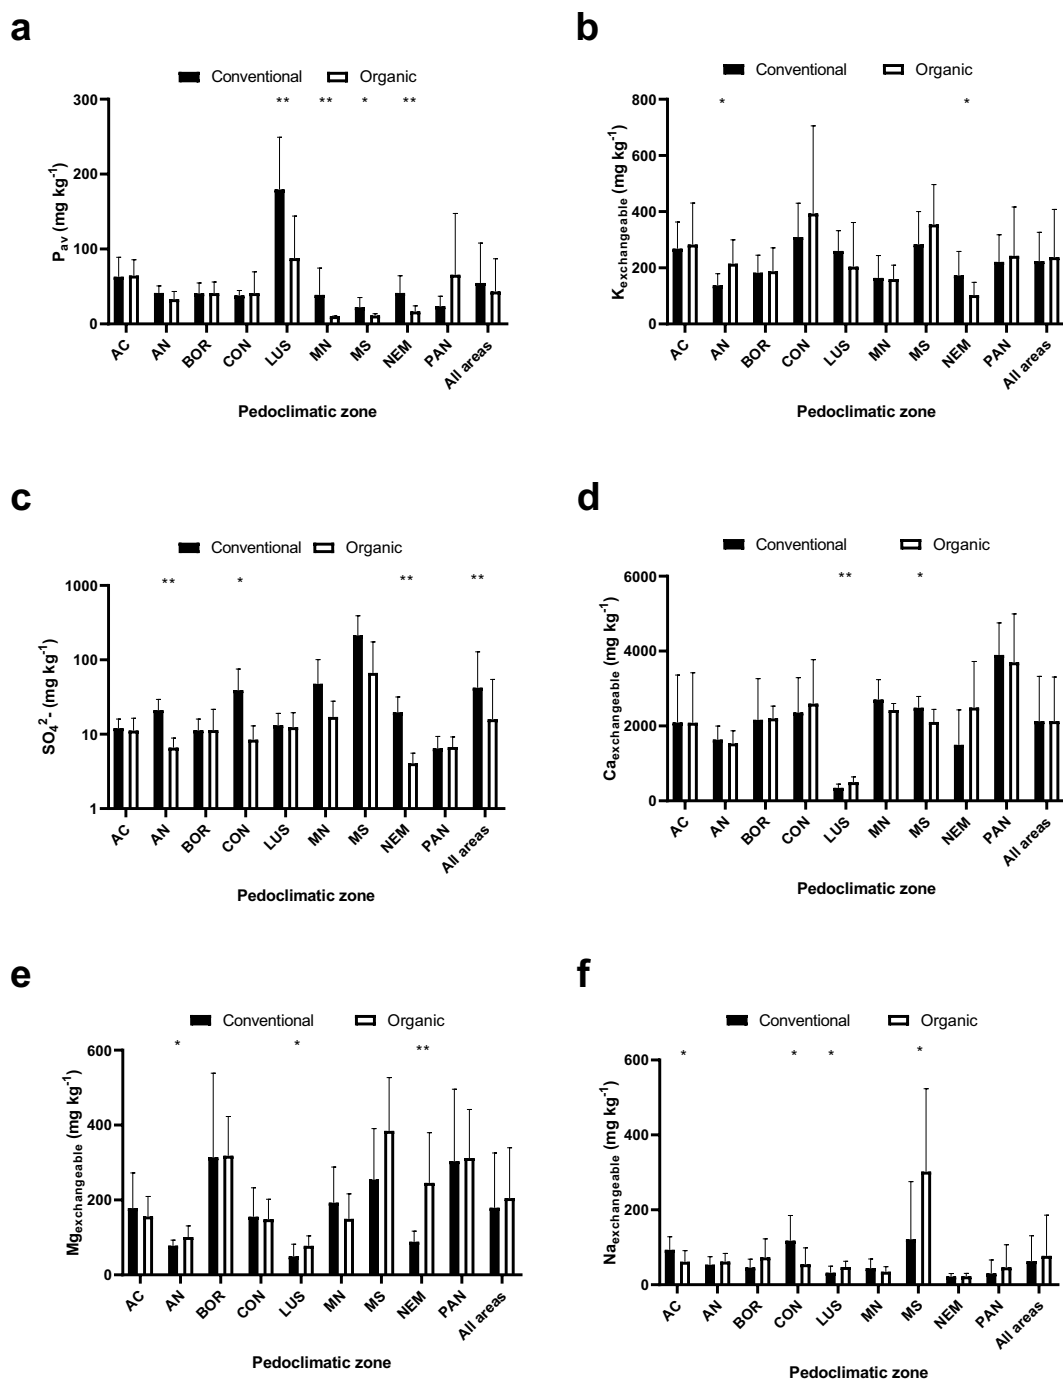 a
Conventional Organic
300
200
100
0
P av (mg kg-1)
** ** * **
AC AN BOR CON LUS MN MS NEM PAN All areas
Pedoclimatic zone
b
Conventional Organic
800
600
400
200
0
K exchangeable (mg kg-1)
* *
AC AN BOR CON LUS MN MS NEM PAN All areas
Pedoclimatic zone
c
Conventional Organic
1000
100
10
1
SO4 2- (mg kg-1)
** * ** **
AC AN BOR CON LUS MN MS NEM PAN All areas
Pedoclimatic zone
d
Conventional Organic
6000
4000
2000
0
Ca exchangeable (mg kg-1)
** *
AC AN BOR CON LUS MN MS NEM PAN All areas
Pedoclimatic zone
e
Conventional Organic
600
400
200
0
Mg exchangeable (mg kg-1)
* * **
AC AN BOR CON LUS MN MS NEM PAN All areas
Pedoclimatic zone
f
Conventional Organic
600
400
200
0
Na exchangeable (mg kg-1)
* * * *
AC AN BOR CON LUS MN MS NEM PAN All areas
Pedoclimatic zone